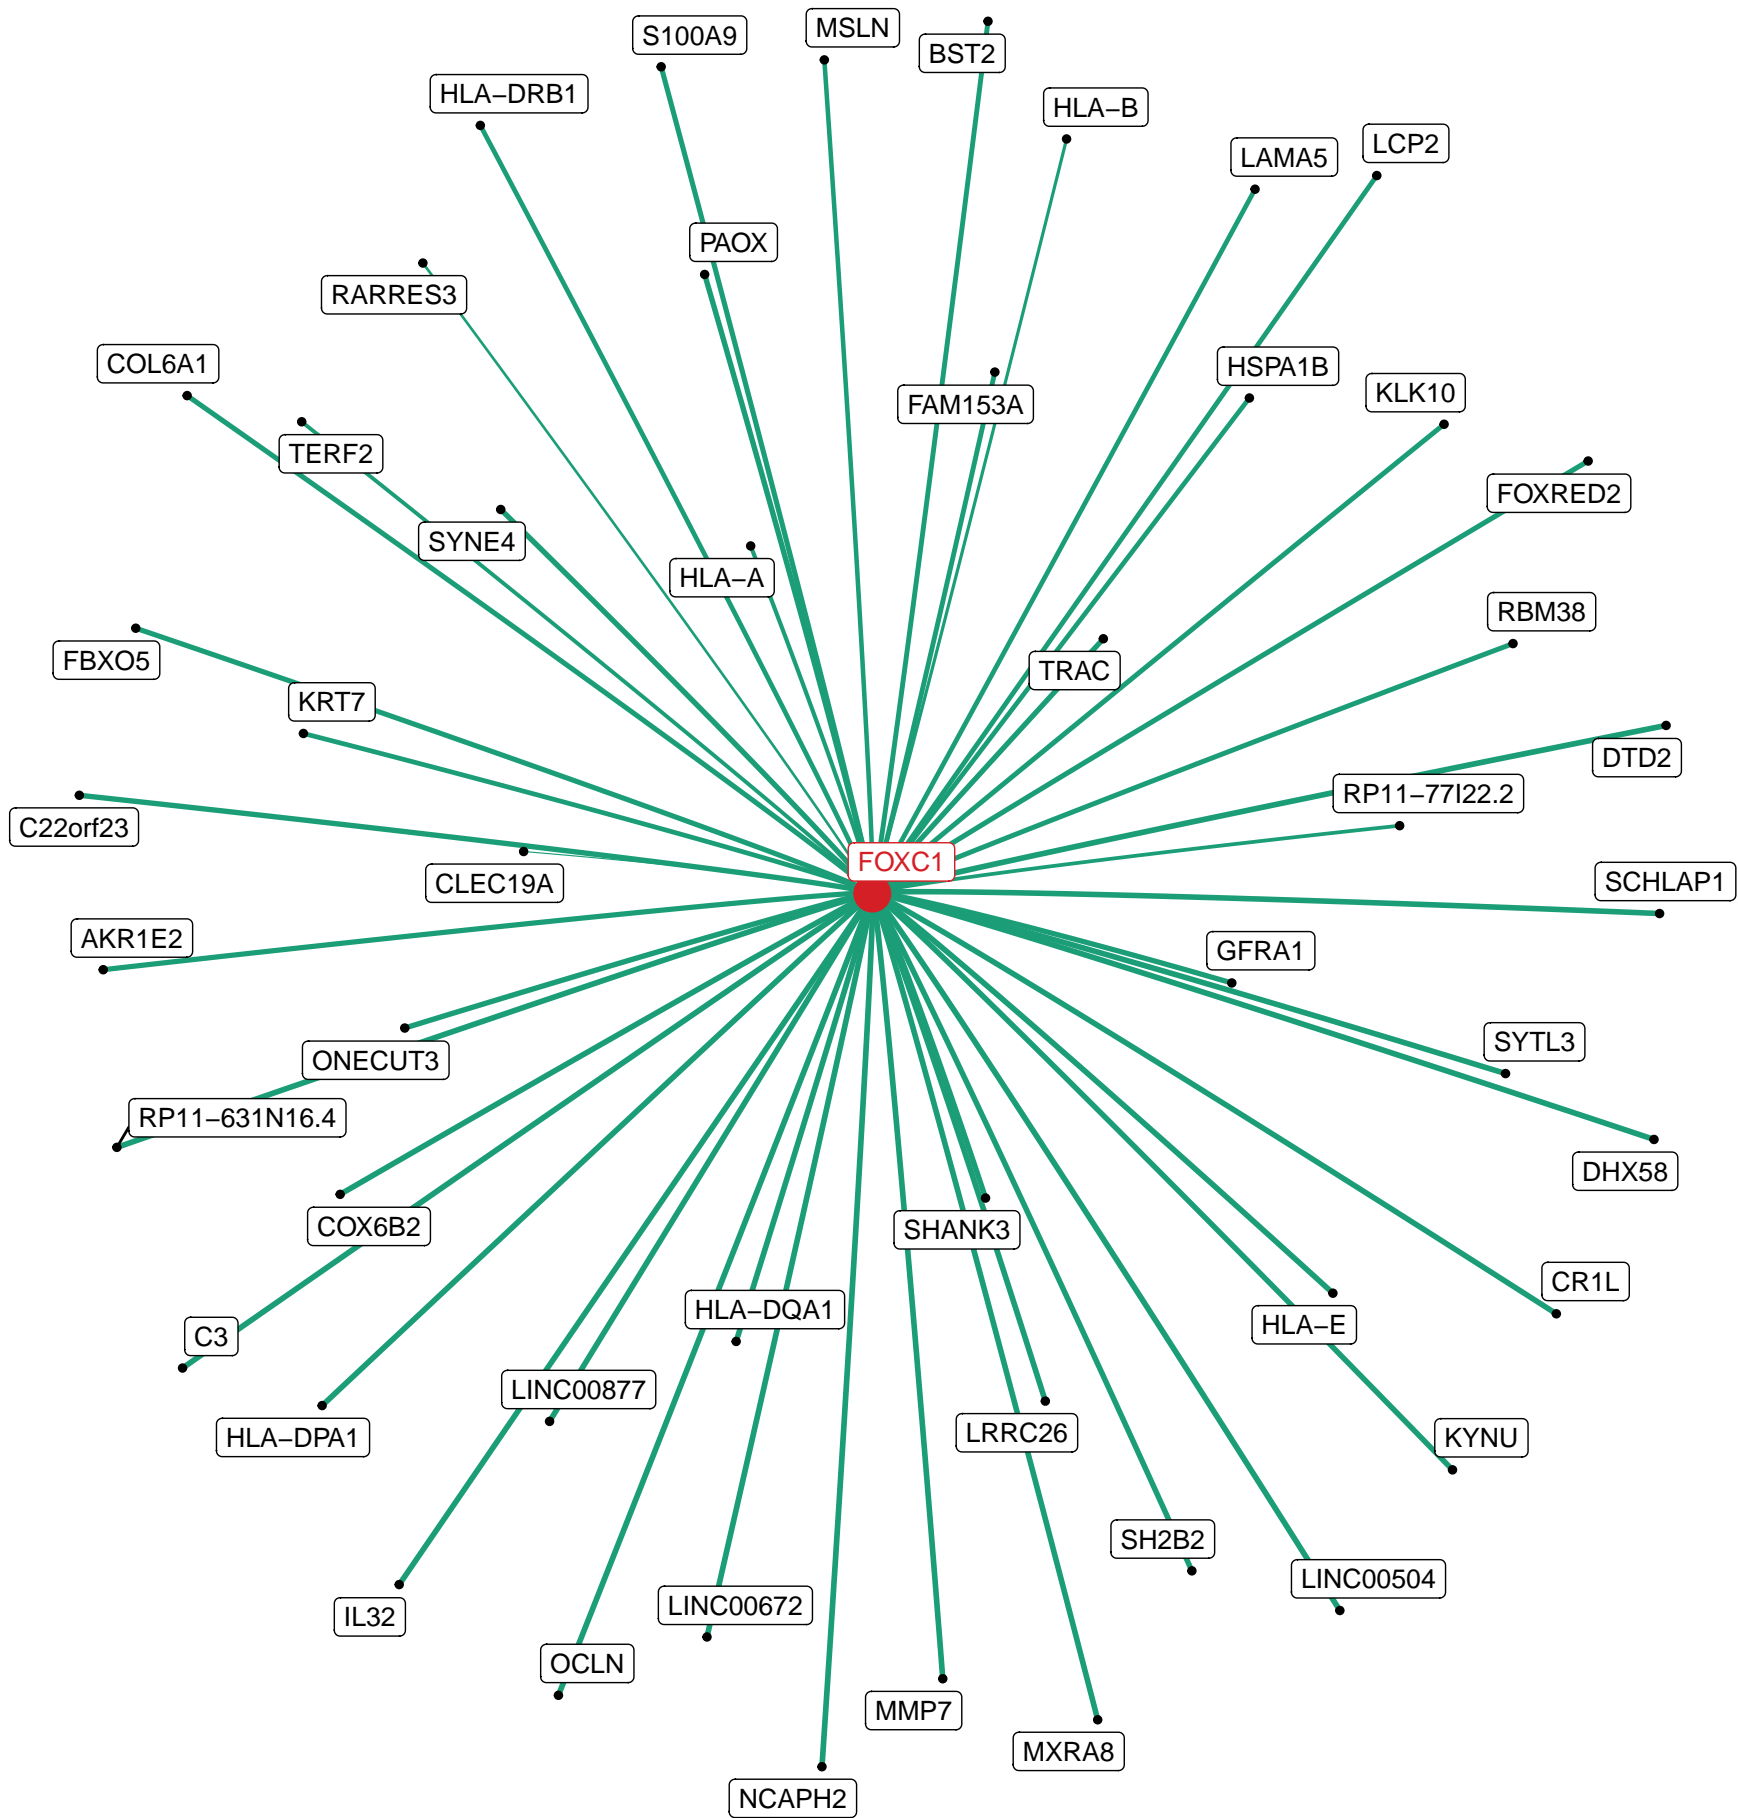 MSLN
S100A9
BST2
HLA−DRB1
HLA−B
LCP2
LAMA5
PAOX
RARRES3
COL6A1
HSPA1B
KLK10
FAM153A
TERF2
FOXRED2
SYNE4
HLA−A
RBM38
FBXO5
TRAC
KRT7
DTD2
RP11−77I22.2
C22orf23
FOXC1
CLEC19A
SCHLAP1
AKR1E2
GFRA1
SYTL3
ONECUT3
RP11−631N16.4
DHX58
COX6B2
SHANK3
CR1L
HLA−DQA1
HLA−E
C3
LINC00877
LRRC26
HLA−DPA1
KYNU
SH2B2
LINC00504
LINC00672
IL32
OCLN
MMP7
MXRA8
NCAPH2